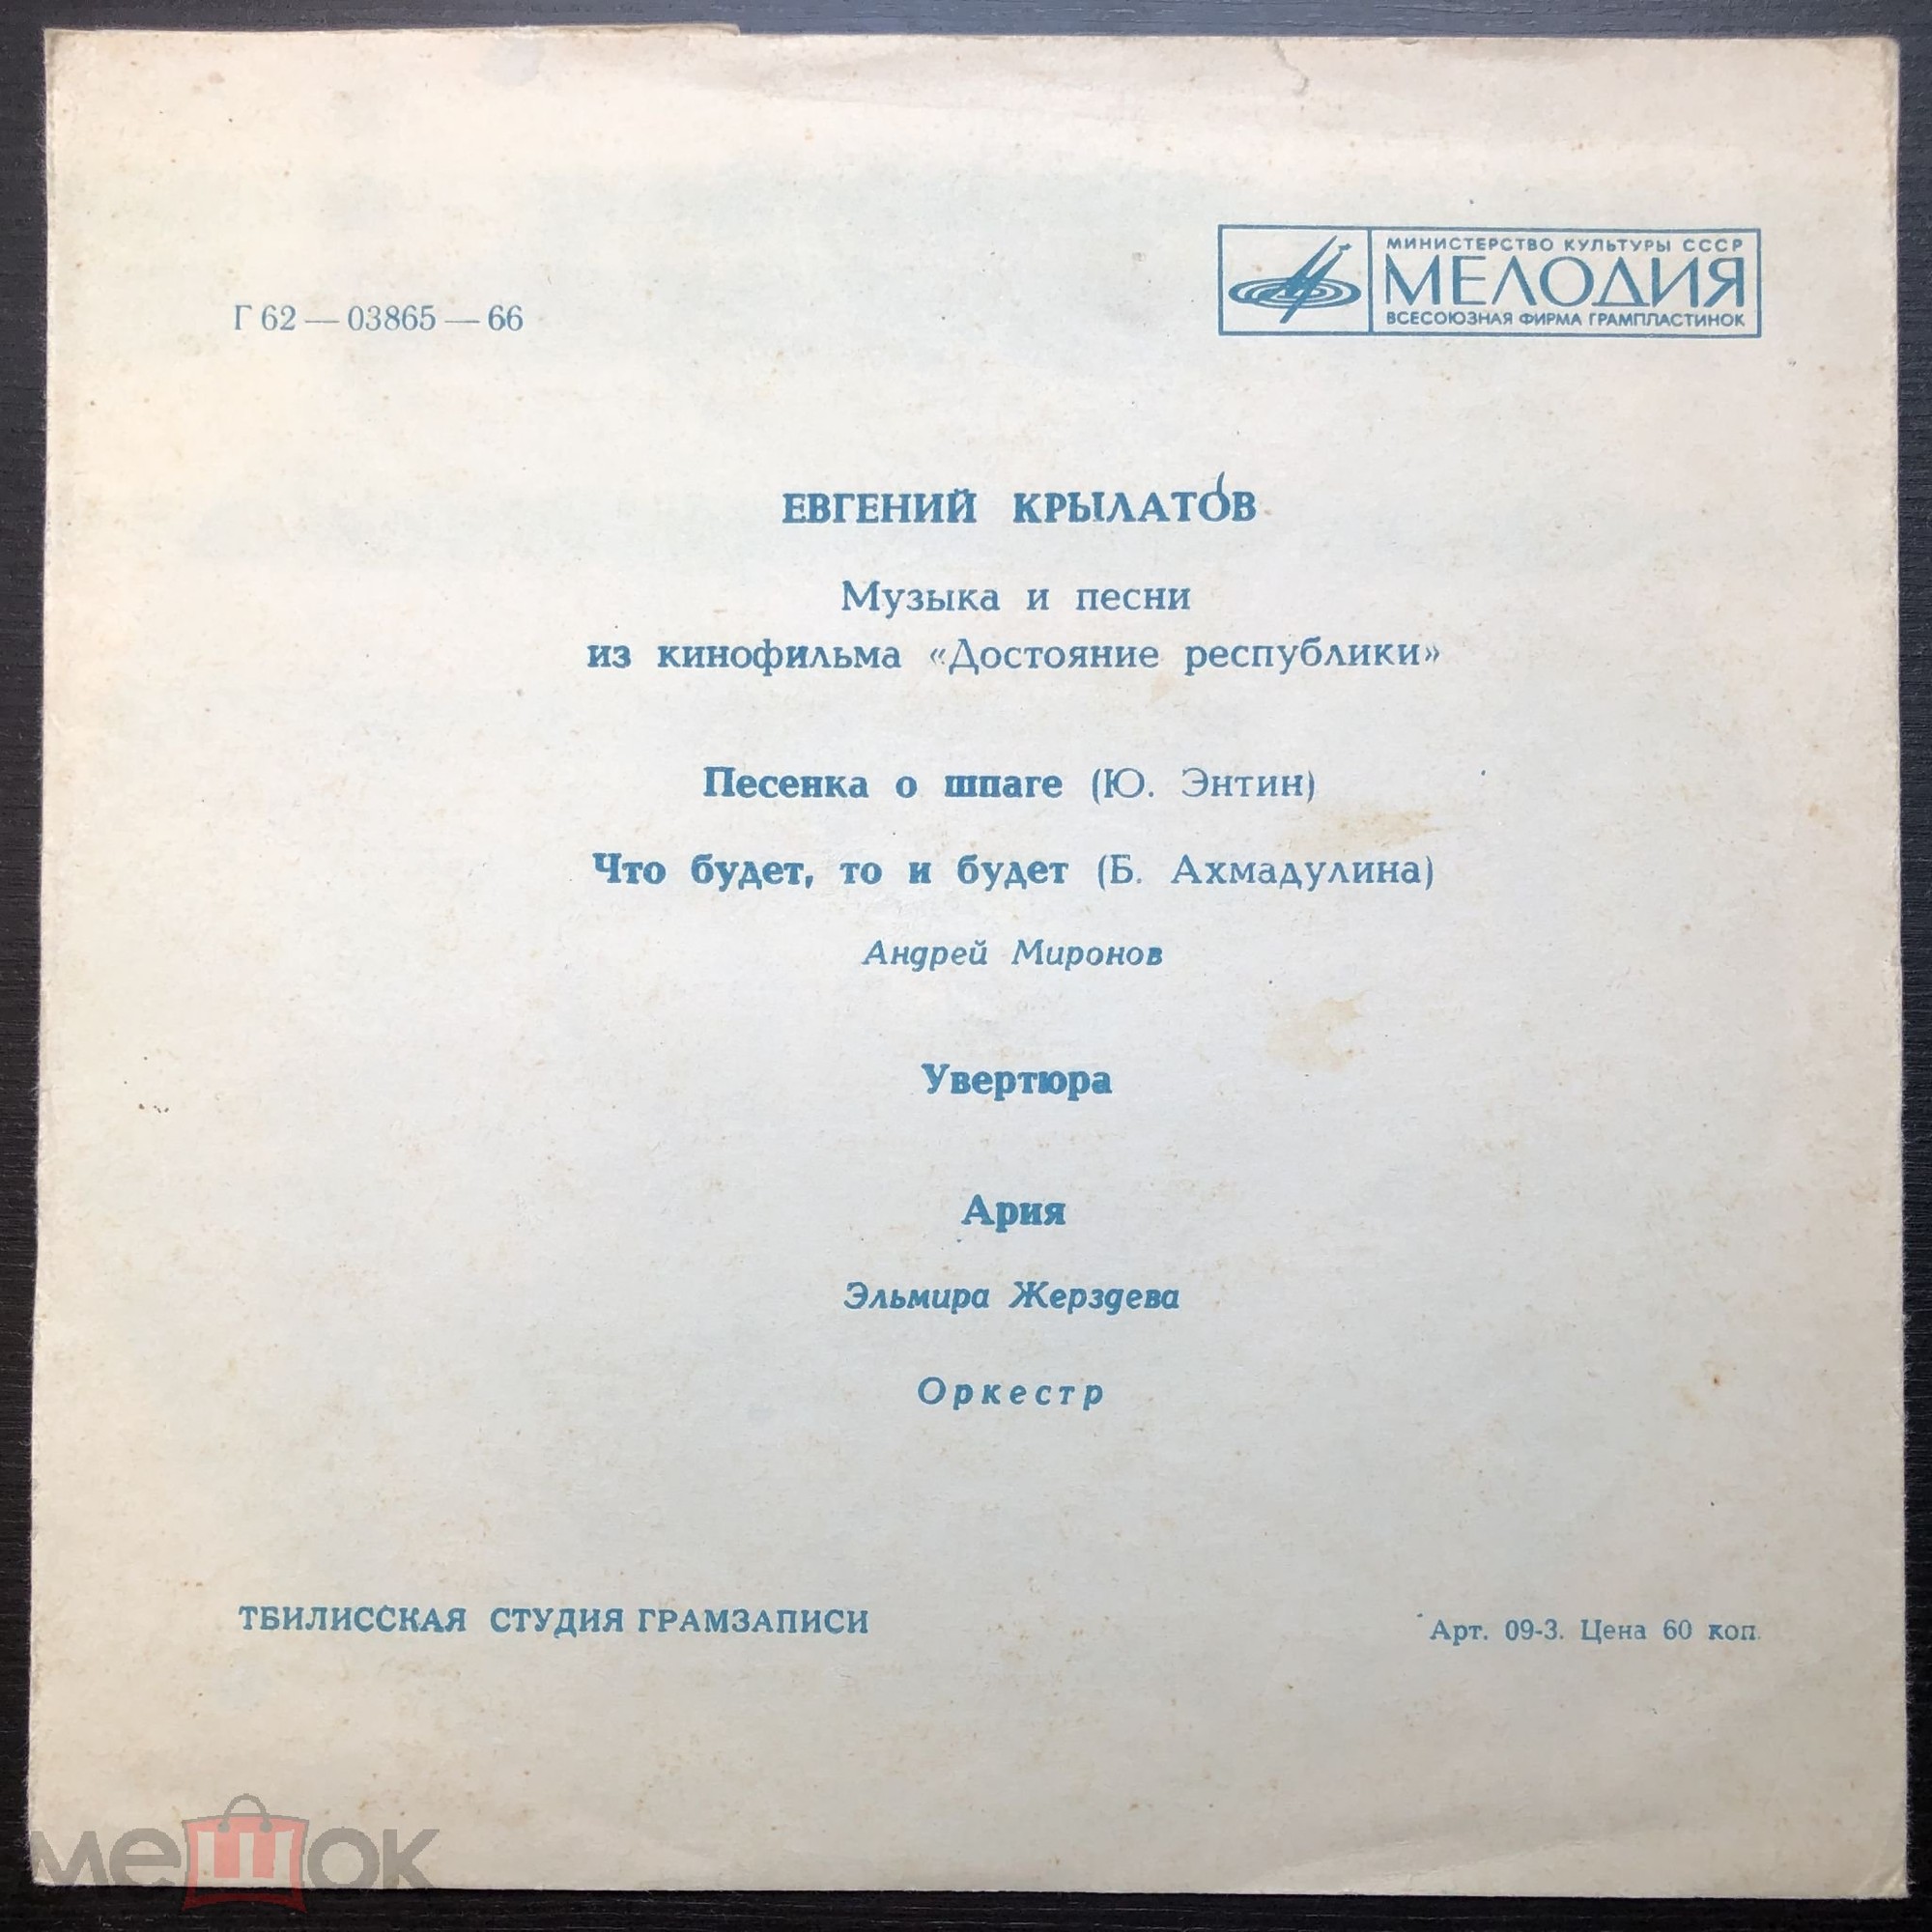 МИНИСТЕРСТВО КУЛЬТУРЫ СССР
МЕЛОДИЯ
ВСЕСОЮЗНАЯ ФИРМА ГРАМПЛАСТИНОК
Г 62 — 03865 — 66
ЕВГЕНИЙ КРЫЛАТО́В
Музыка и песни
из кинофильма «Достояние республики»
Песенка о шпаге (Ю. Энтин)
Что будет, то и будет (Б. Ахмадулина)
Андрей Миронов
Увертюра
Ария
Эльмира Жерздева
Оркестр
ТБИЛИССКАЯ СТУДИЯ ГРАМЗАПИСИ
Арт. 09-3. Цена 60 коп.
мешок